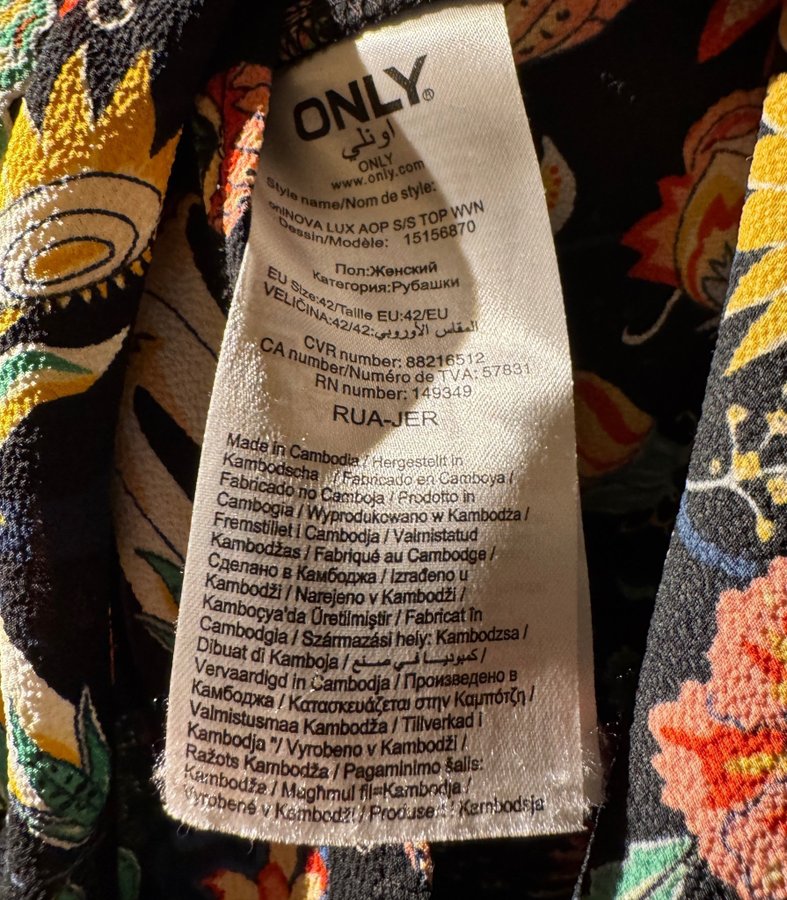 ONLY®
اونلي
ONLY
www.only.com
Style name/Nom de style:
onlNOVA LUX AOP S/S TOP WVN
Dessin/Modèle: 15156870
Пол:Женский
Категория:Рубашки
EU Size:42/Taille EU:42/EU
VELIČINA:42/42:المقاس الأوروبي
CVR number: 88216512
CA number/Numéro de TVA: 57831
RN number: 149349
RUA-JER
Made in Cambodia / Hergestellt in
Kambodscha / Fabricado en Camboya /
Fabricado no Camboja / Prodotto in
Cambogia / Wyprodukowano w Kambodża /
Fremstillet i Cambodja / Valmistatud
Kambodžas / Fabriqué au Cambodge /
Сделано в Камбоджа / Izrađeno u
Kambodži / Narejeno v Kambodži /
Kamboçya'da Üretilmiştir / Fabricat în
Cambodgia / Származási hely: Kambodzsa /
Dibuat di Kamboja / كمبوديا في صنع /
Vervaardigd in Cambodja / Произведено в
Камбоджа / Κατασκευάζεται στην Καμπότζη /
Valmistusmaa Kambodža / Tillverkad i
Kambodja "/ Vyrobeno v Kambodži /
Ražots Kambodža / Pagaminimo šalis:
Kambodža / Magħmul fil=Kambodja /
Vyrobené v Kambodži / Produsert i Kambodsja